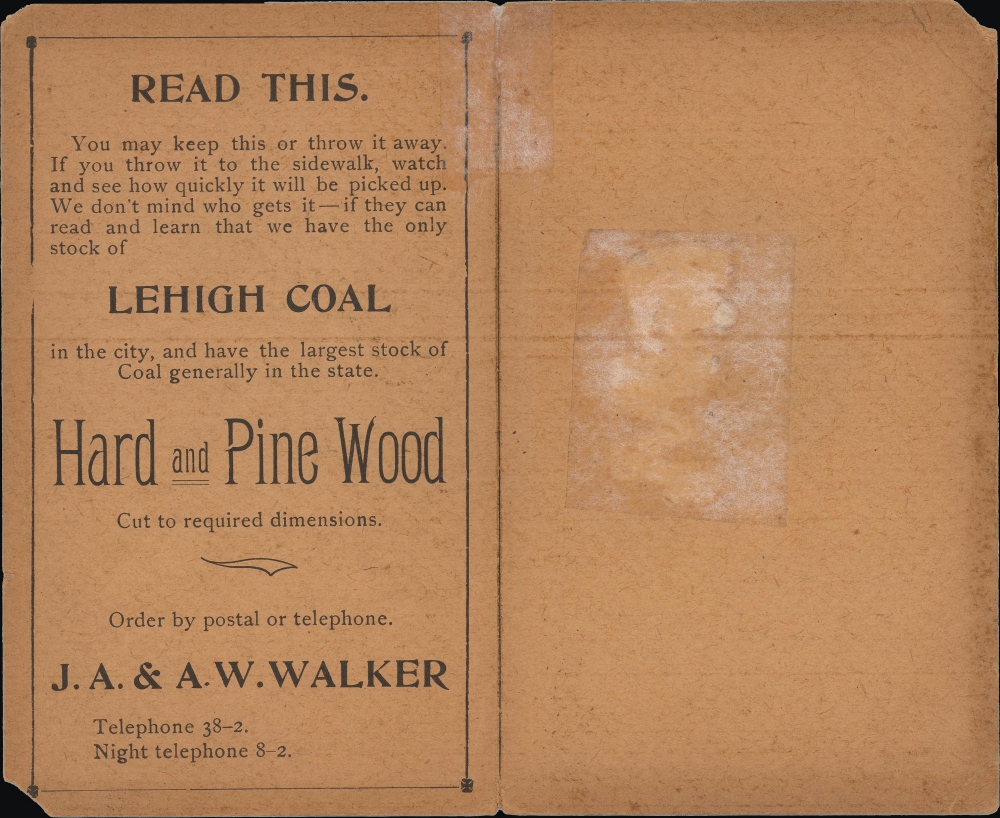 READ THIS.
You may keep this or throw it away.
If you throw it to the sidewalk, watch
and see how quickly it will be picked up.
We don't mind who gets it—if they can
read and learn that we have the only
stock of
LEHIGH COAL
in the city, and have the largest stock of
Coal generally in the state.
Hard and Pine Wood
Cut to required dimensions.
Order by postal or telephone.
J. A. & A. W. WALKER
Telephone 38-2.
Night telephone 8-2.